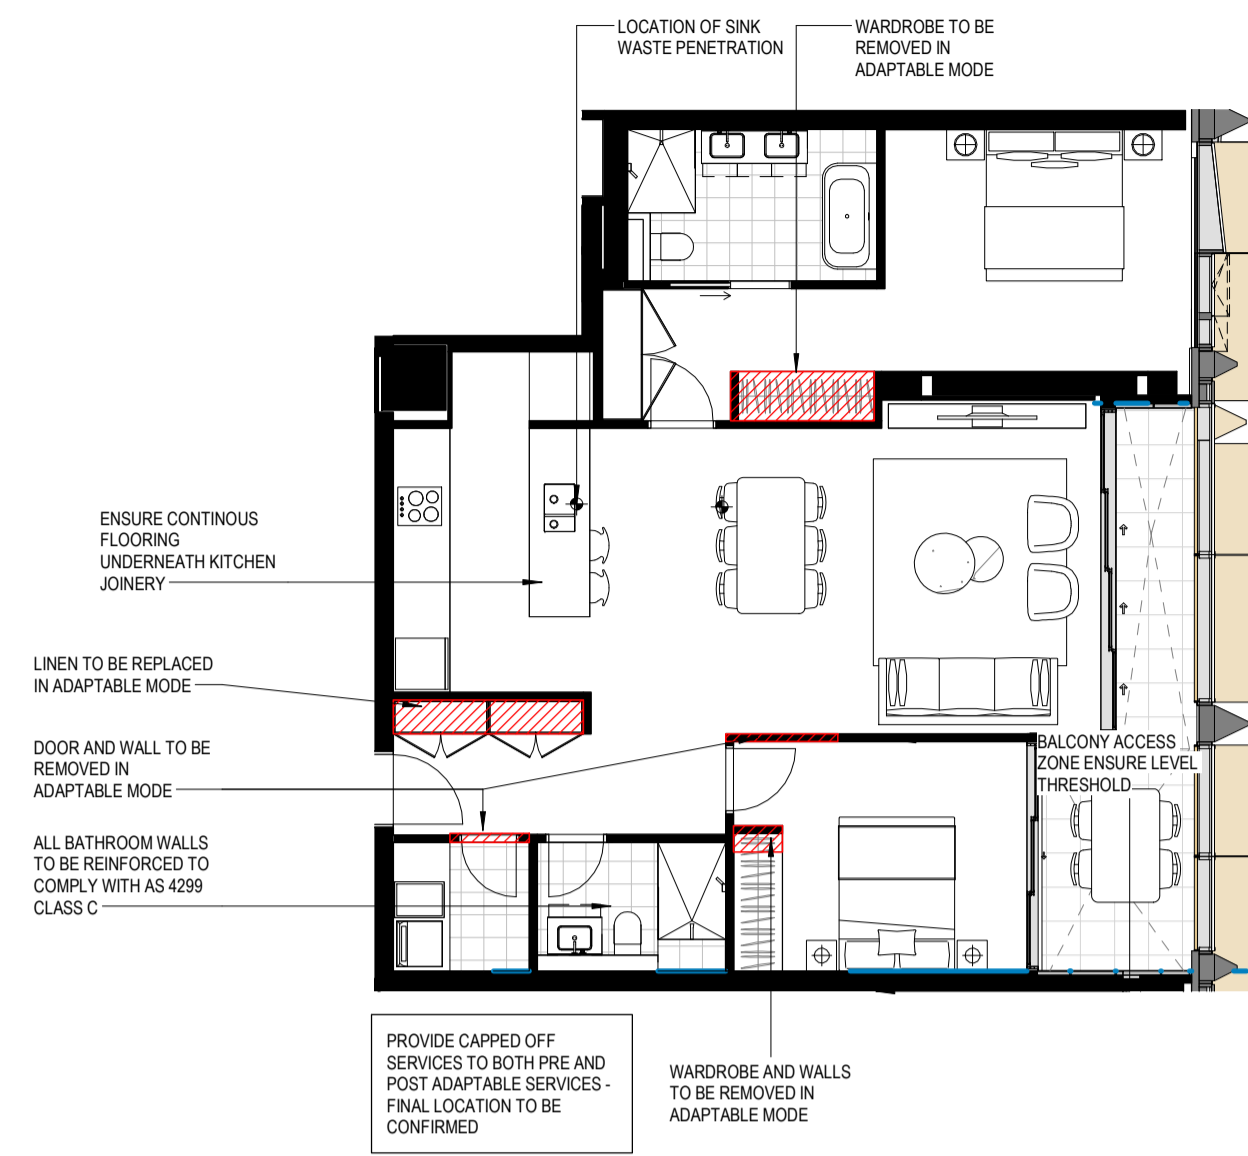 LOCATION OF SINK
WASTE PENETRATION
WARDROBE TO BE
REMOVED IN
ADAPTABLE MODE
ENSURE CONTINOUS
FLOORING
UNDERNEATH KITCHEN
JOINERY
LINEN TO BE REPLACED
IN ADAPTABLE MODE
DOOR AND WALL TO BE
REMOVED IN
ADAPTABLE MODE
BALCONY ACCESS
ZONE ENSURE LEVEL
THRESHOLD
ALL BATHROOM WALLS
TO BE REINFORCED TO
COMPLY WITH AS 4299
CLASS C
PROVIDE CAPPED OFF
SERVICES TO BOTH PRE AND
POST ADAPTABLE SERVICES -
FINAL LOCATION TO BE
CONFIRMED
WARDROBE AND WALLS
TO BE REMOVED IN
ADAPTABLE MODE